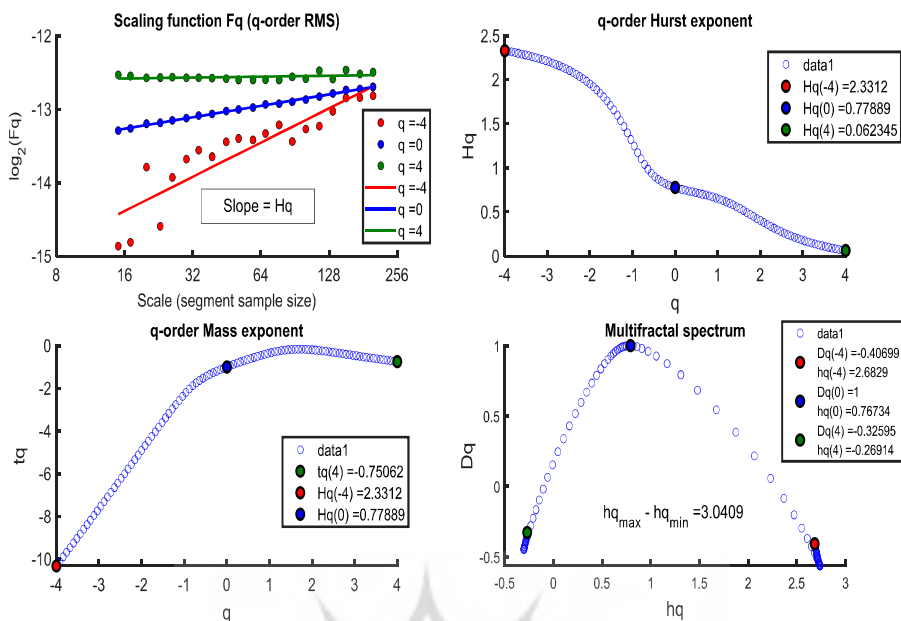 Scaling function Fq (q-order RMS)
-12
-13
-14
-15
log2(Fq)
8 16 32 64 128 256
Scale (segment sample size)
Slope = Hq
q =-4
q =0
q =4
q =-4
q =0
q =4
q-order Hurst exponent
2.5
2
1.5
1
0.5
0
Hq
-4 -3 -2 -1 0 1 2 3 4
q
data1
Hq(-4) =2.3312
Hq(0) =0.77889
Hq(4) =0.062345
q-order Mass exponent
0
-2
-4
-6
-8
-10
tq
-4 -3 -2 -1 0 1 2 3 4
q
data1
tq(4) =-0.75062
Hq(-4) =2.3312
Hq(0) =0.77889
Multifractal spectrum
1
0.5
0
-0.5
Dq
-0.5 0 0.5 1 1.5 2 2.5 3
hq
hqmax - hqmin =3.0409
data1
Dq(-4) =-0.40699
hq(-4) =2.6829
Dq(0) =1
hq(0) =0.76734
Dq(4) =-0.32595
hq(4) =-0.26914